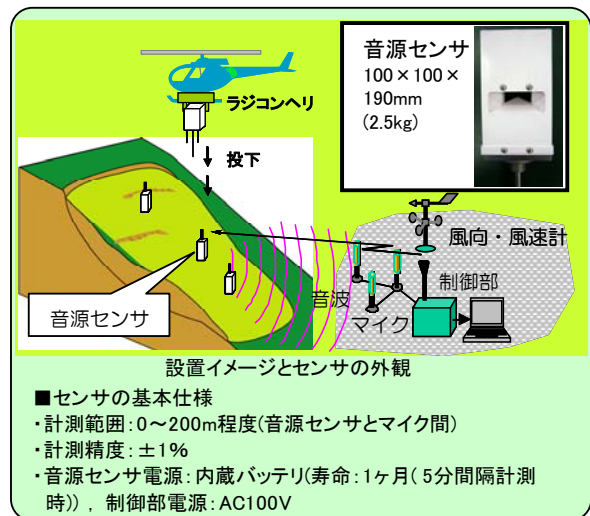 音源センサ
100×100×
190mm
(2.5kg)
ラジコンヘリ
投下
風向・風速計
音波
マイク
制御部
音源センサ
設置イメージとセンサの外観
■センサの基本仕様
・計測範囲:0～200m程度(音源センサとマイク間)
・計測精度:±1%
・音源センサ電源:内蔵バッテリ(寿命:1ヶ月(5分間隔計測
時)) , 制御部電源:AC100V